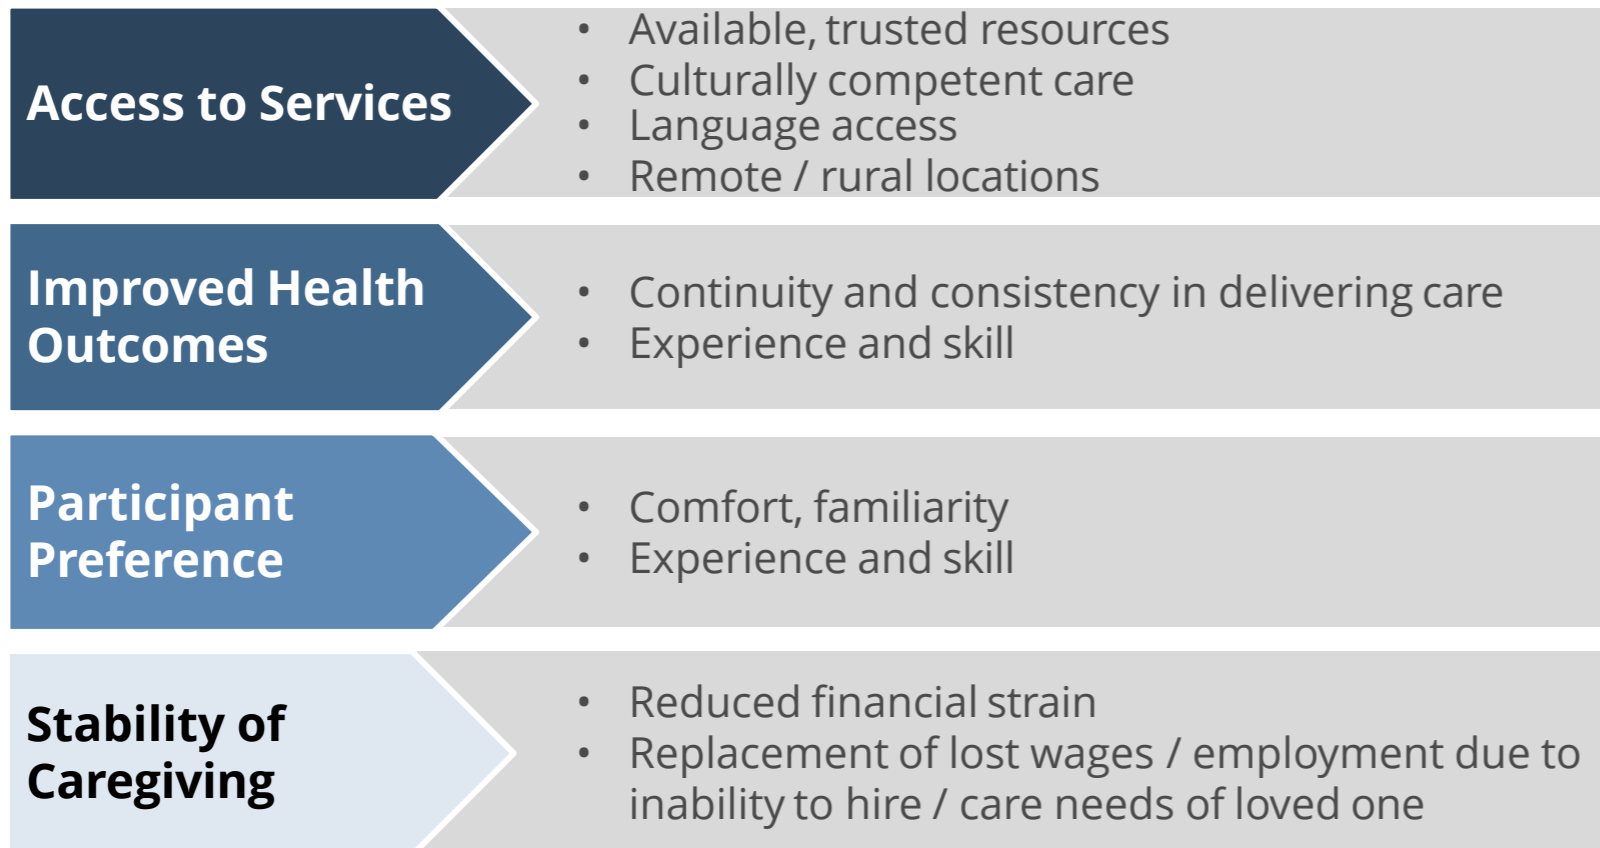 Access to Services
• Available, trusted resources
• Culturally competent care
• Language access
• Remote / rural locations
Improved Health
Outcomes
• Continuity and consistency in delivering care
• Experience and skill
Participant
Preference
• Comfort, familiarity
• Experience and skill
Stability of
Caregiving
• Reduced financial strain
• Replacement of lost wages / employment due to
inability to hire / care needs of loved one